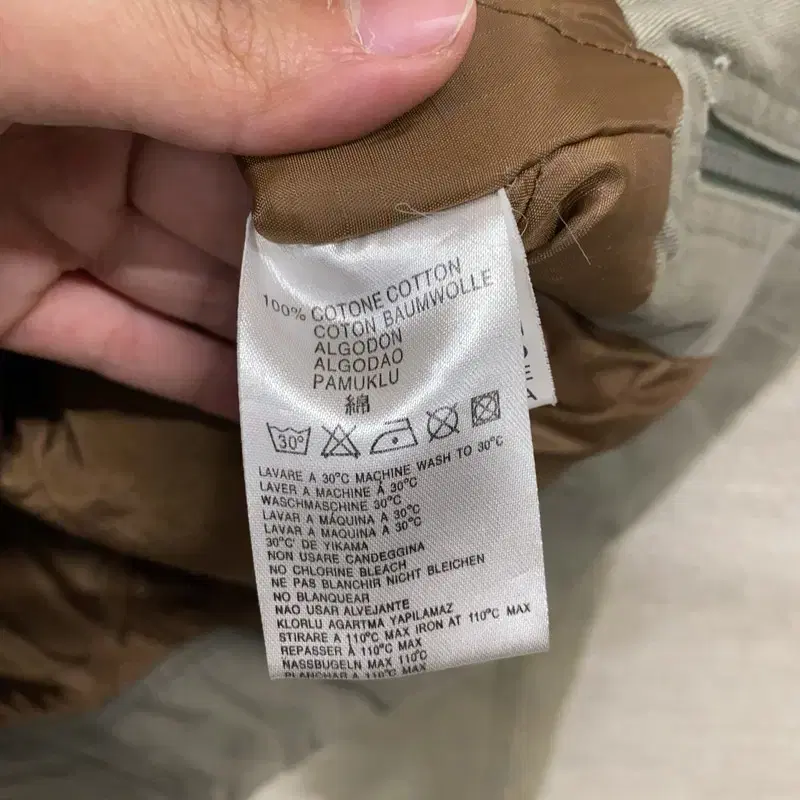 100% COTONE COTTON
COTON BAUMWOLLE
ALGODON
ALGODAO
PAMUKLU
綿
30°
LAVARE A 30°C MACHINE WASH TO 30°C
LAVER A MACHINE À 30°C
WASCHMASCHINE 30°C
LAVAR A MÁQUINA A 30°C
LAVAR A MAQUINA A 30°C
30°C' DE YIKAMA
NON USARE CANDEGGINA
NO CHLORINE BLEACH
NE PAS BLANCHIR NICHT BLEICHEN
NO BLANQUEAR
NAO USAR ALVEJANTE
KLORLU AGARTMA YAPILAMAZ
STIRARE A 110°C MAX IRON AT 110°C MAX
REPASSER À 110°C MAX
NASSBUGELN MAX 110°C
PLANCHAR A 110°C MAX